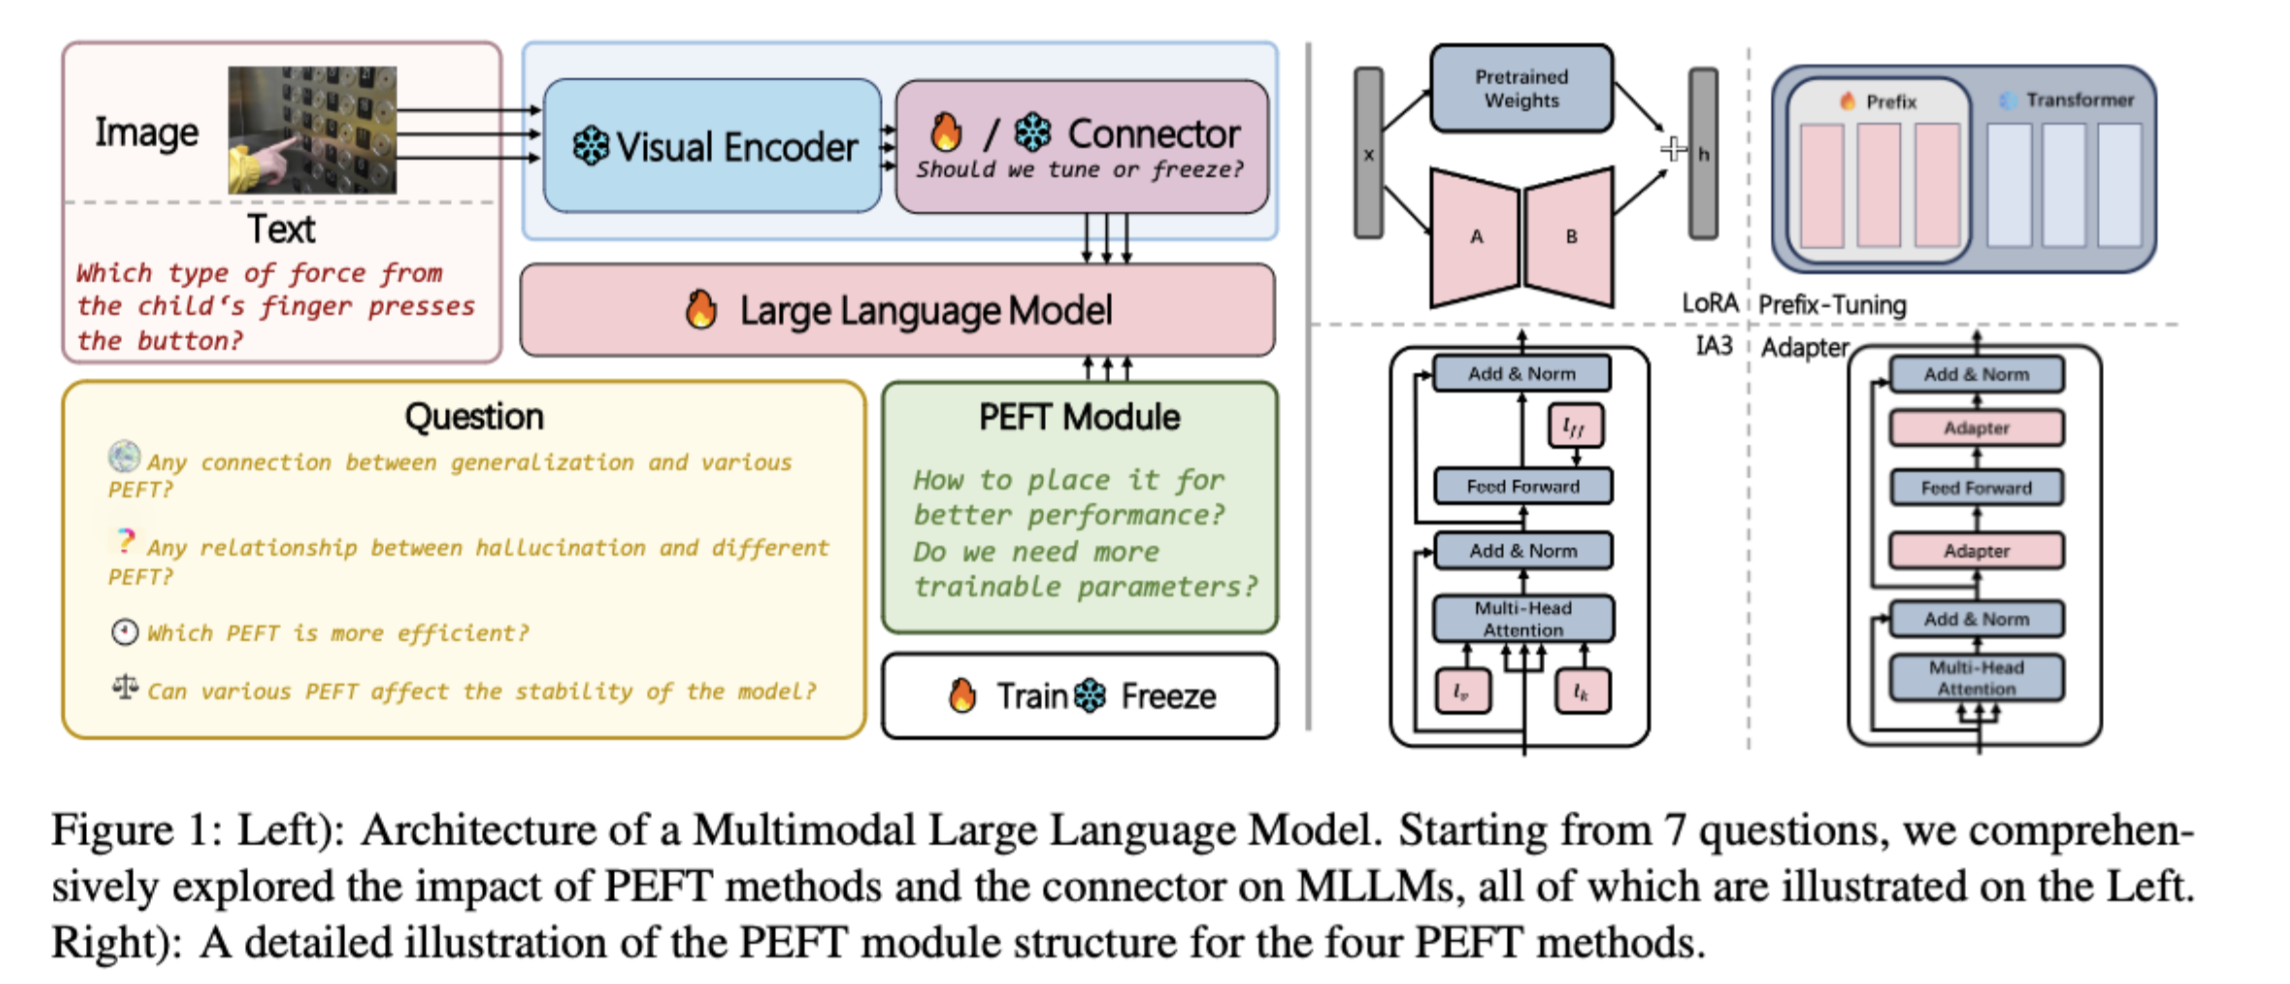 Image
Text
Which type of force from
the child‘s finger presses
the button?
Visual Encoder
/ Connector
Should we tune or freeze?
Large Language Model
Question
Any connection between generalization and various
PEFT?
? Any relationship between hallucination and different
PEFT?
Which PEFT is more efficient?
Can various PEFT affect the stability of the model?
PEFT Module
How to place it for
better performance?
Do we need more
trainable parameters?
Train Freeze
x
Pretrained
Weights
A
B
h
LoRA
Prefix
Transformer
Prefix-Tuning
IA3
Add & Norm
lff
Feed Forward
Add & Norm
Multi-Head
Attention
lv
lk
Adapter
Add & Norm
Adapter
Feed Forward
Adapter
Add & Norm
Multi-Head
Attention
Figure 1: Left): Architecture of a Multimodal Large Language Model. Starting from 7 questions, we comprehen-
sively explored the impact of PEFT methods and the connector on MLLMs, all of which are illustrated on the Left.
Right): A detailed illustration of the PEFT module structure for the four PEFT methods.